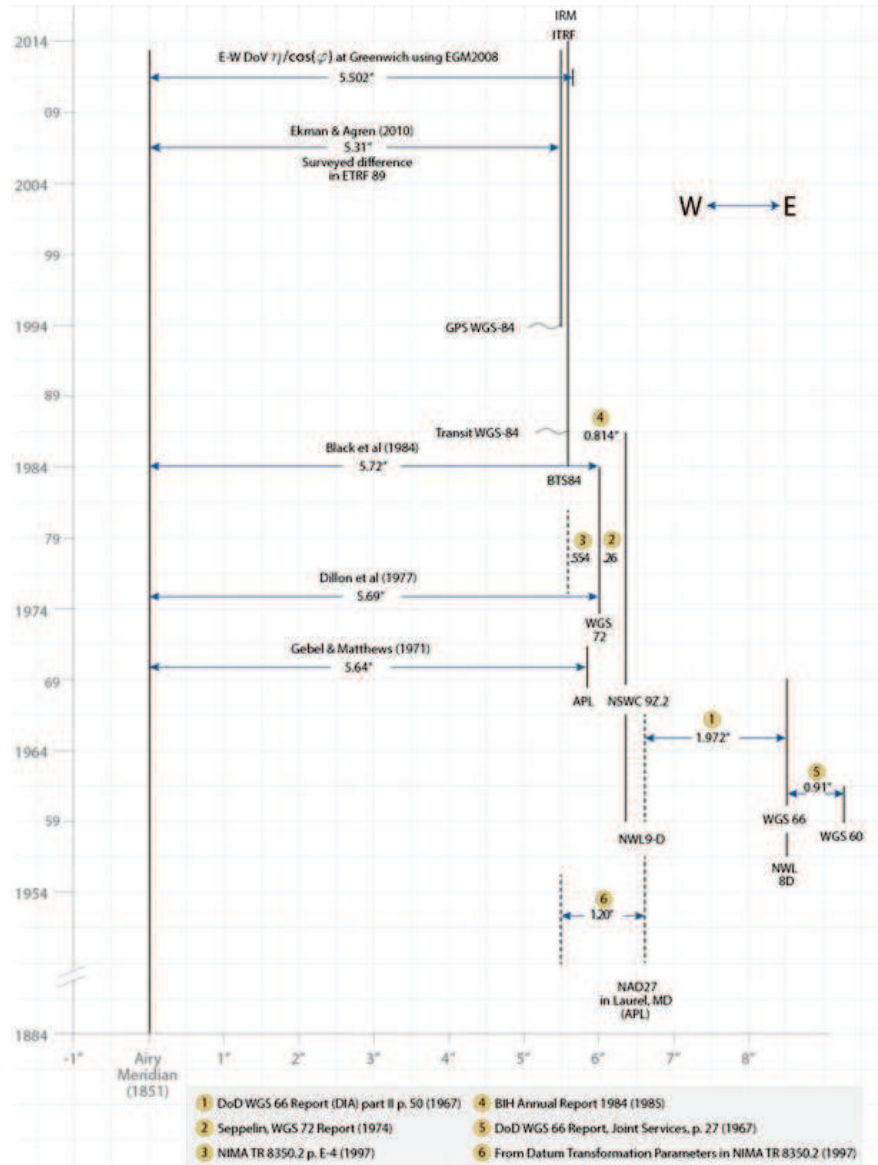 IRM
ITRF
2014
E-W DoV η/cos(φ) at Greenwich using EGM2008
5.502"
09
Ekman & Agren (2010)
5.31"
Surveyed difference
in ETRF 89
2004
W E
99
1994
GPS WGS-84
89
4
Transit WGS-84
0.814"
Black et al (1984)
1984
5.72"
BTS84
79
3 2
.554 .26
Dillon et al (1977)
5.69"
1974
WGS
72
Gebel & Matthews (1971)
5.64"
69
APL NSWC 9Z.2
1
1.972"
1964
5
0.91"
59
WGS 66
WGS 60
NWL9-D
NWL
8D
1954
6
1.20"
NAD27
in Laurel, MD
(APL)
1884
-1" Airy Meridian (1851) 1" 2" 3" 4" 5" 6" 7" 8"
1 DoD WGS 66 Report (DIA) part II p. 50 (1967)
2 Seppelin, WGS 72 Report (1974)
3 NIMA TR 8350.2 p. E-4 (1997)
4 BIH Annual Report 1984 (1985)
5 DoD WGS 66 Report, Joint Services, p. 27 (1967)
6 From Datum Transformation Parameters in NIMA TR 8350.2 (1997)